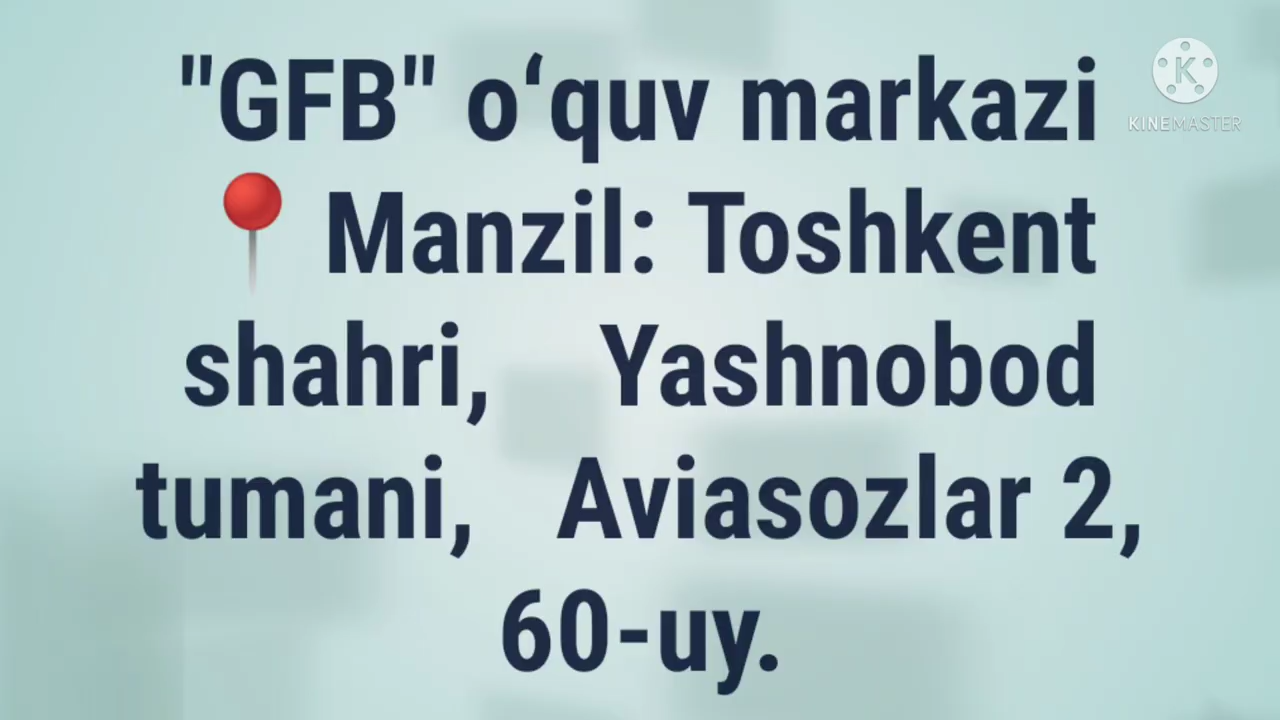 "GFB" o‘quv markazi
📍 Manzil: Toshkent
shahri, Yashnobod
tumani, Aviasozlar 2,
60-uy.
K
KINEMASTER